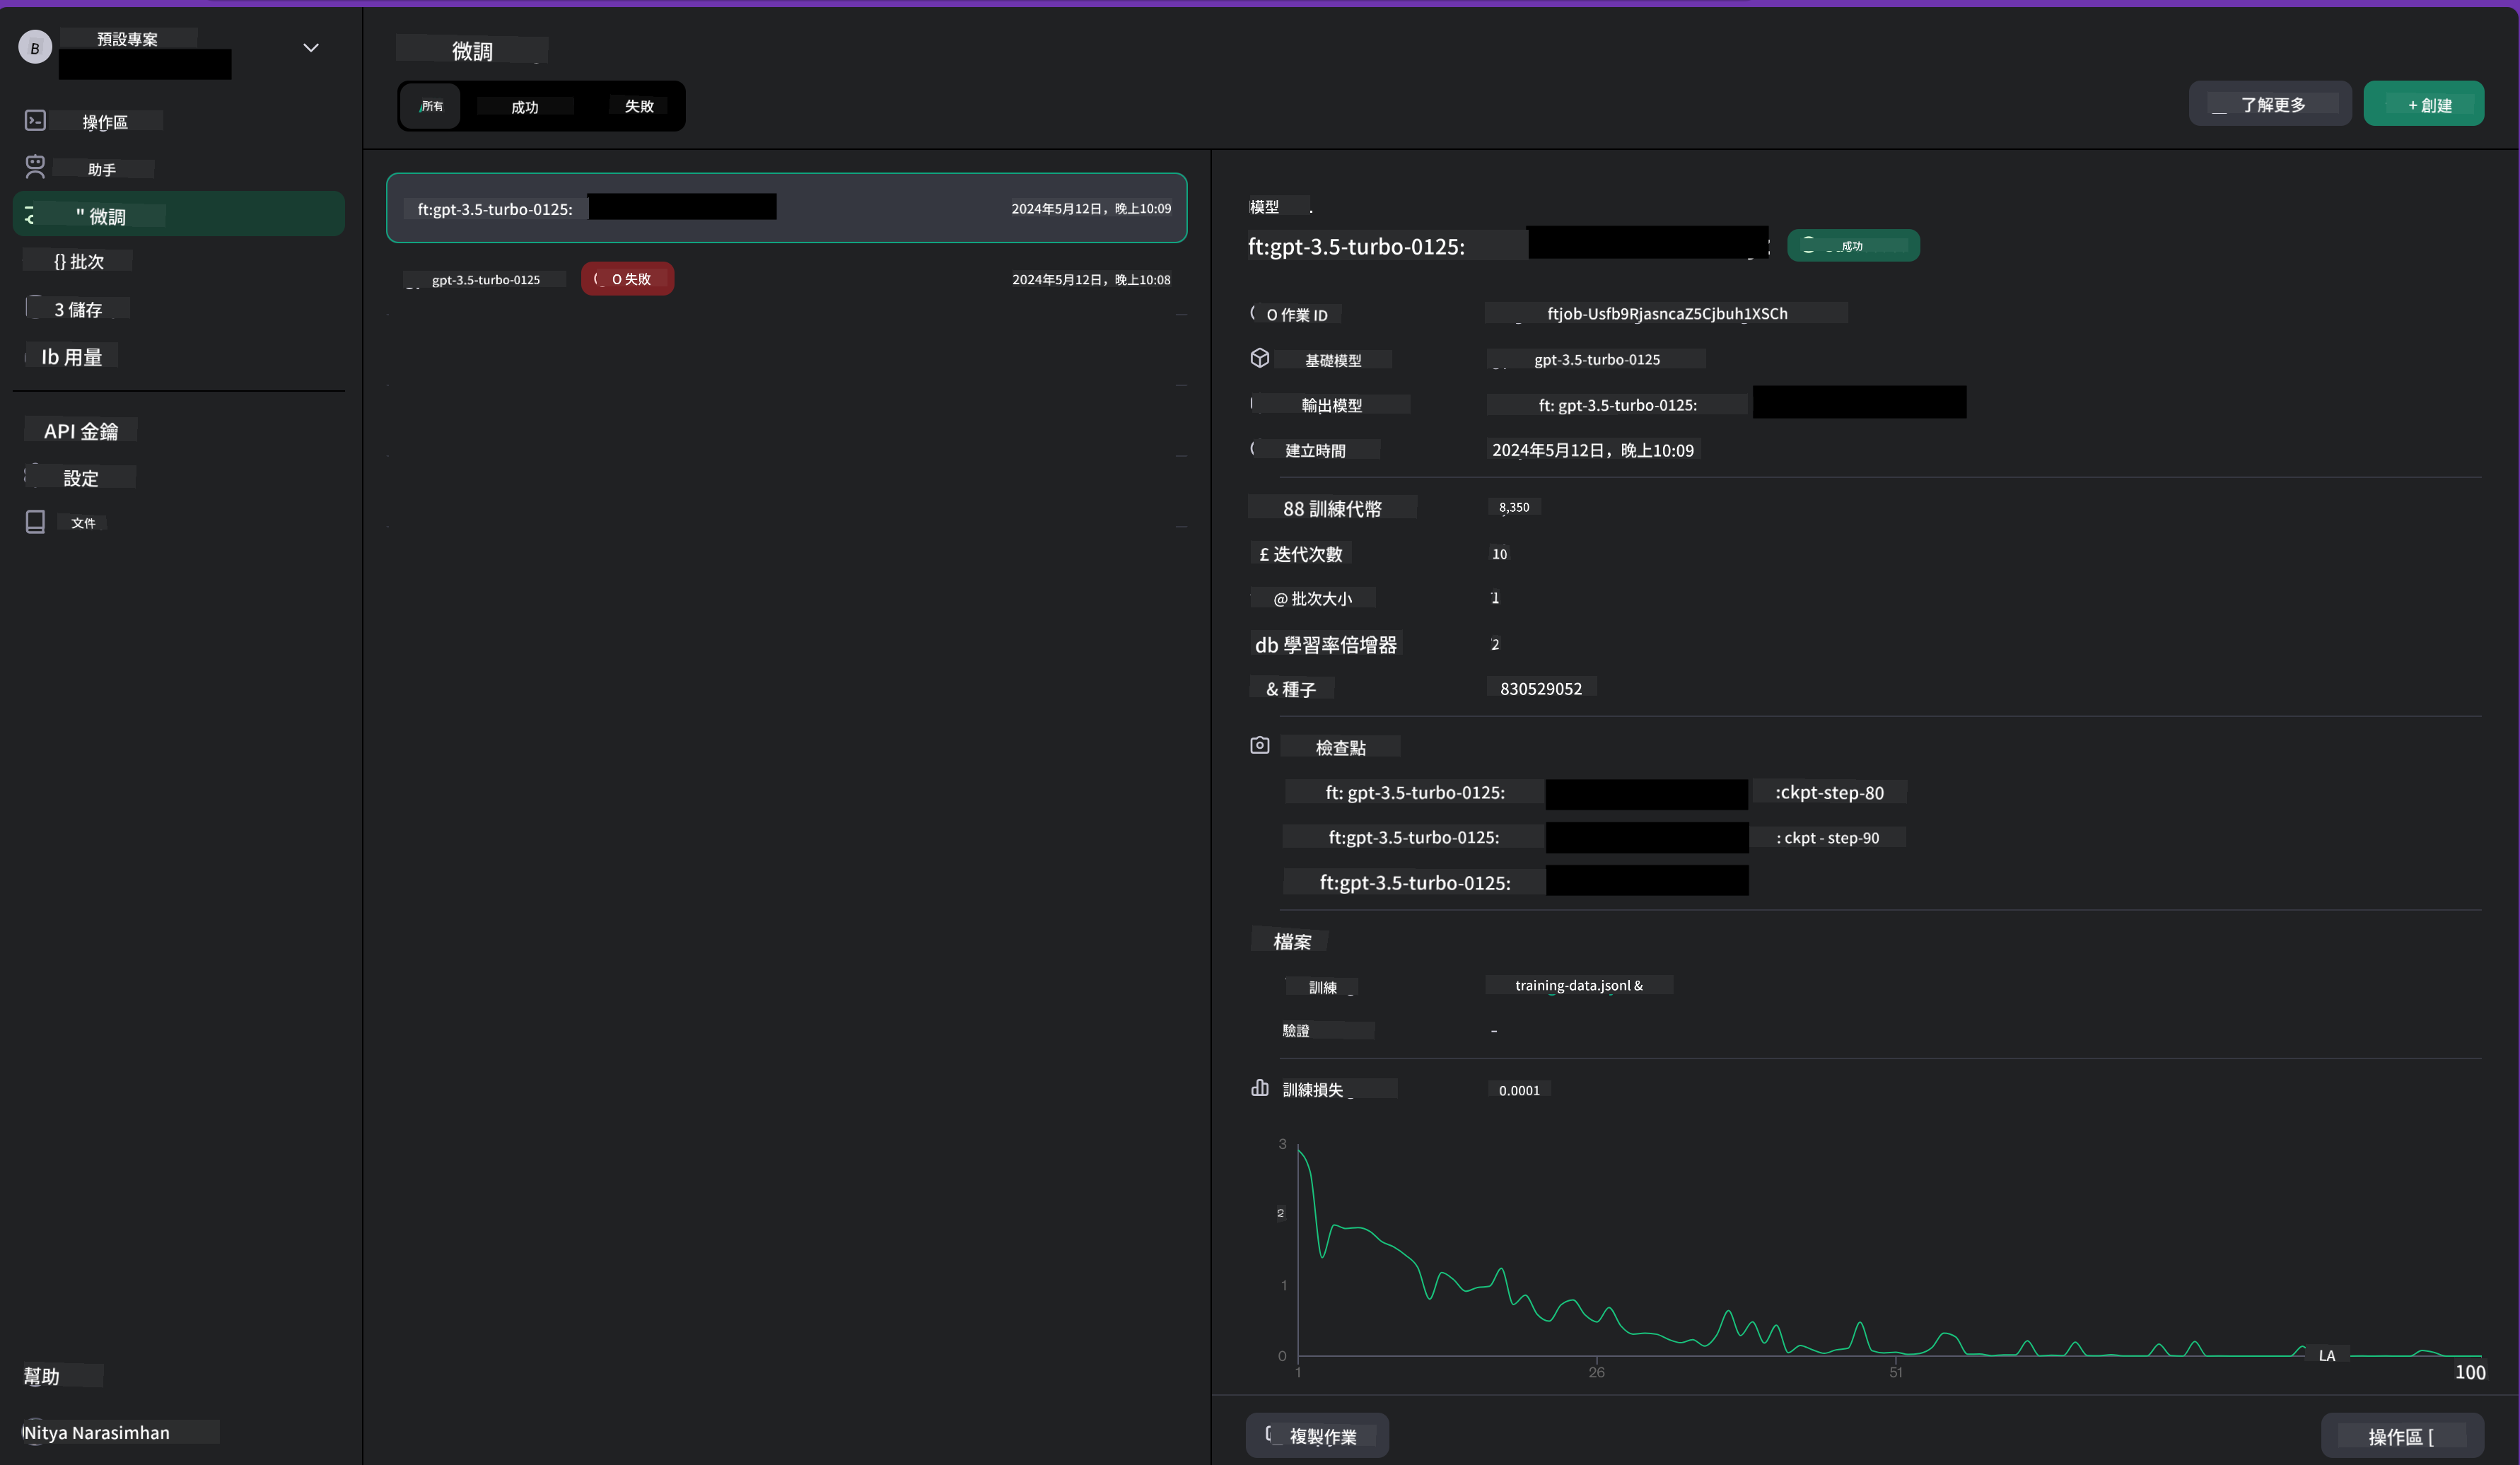 B
預設專案
操作區
助手
" 微調
{} 批次
3 儲存
Ib 用量
API 金鑰
設定
文件
幫助
Nitya Narasimhan
微調
所有
成功
失敗
了解更多
+ 創建
ft:gpt-3.5-turbo-0125:
2024年5月12日，晚上10:09
gpt-3.5-turbo-0125
O 失敗
2024年5月12日，晚上10:08
模型
ft:gpt-3.5-turbo-0125:
成功
O 作業 ID
ftjob-Usfb9RjasncaZ5Cjbuh1XSCh
基礎模型
gpt-3.5-turbo-0125
輸出模型
ft: gpt-3.5-turbo-0125:
建立時間
2024年5月12日，晚上10:09
88 訓練代幣
8,350
£ 迭代次數
10
@ 批次大小
1
db 學習率倍增器
2
& 種子
830529052
檢查點
ft: gpt-3.5-turbo-0125: :ckpt-step-80
ft:gpt-3.5-turbo-0125: : ckpt - step-90
ft:gpt-3.5-turbo-0125:
檔案
訓練
training-data.jsonl &
驗證
–
訓練損失
0.0001
3
2
1
0
1
26
51
LA
100
複製作業
操作區 [